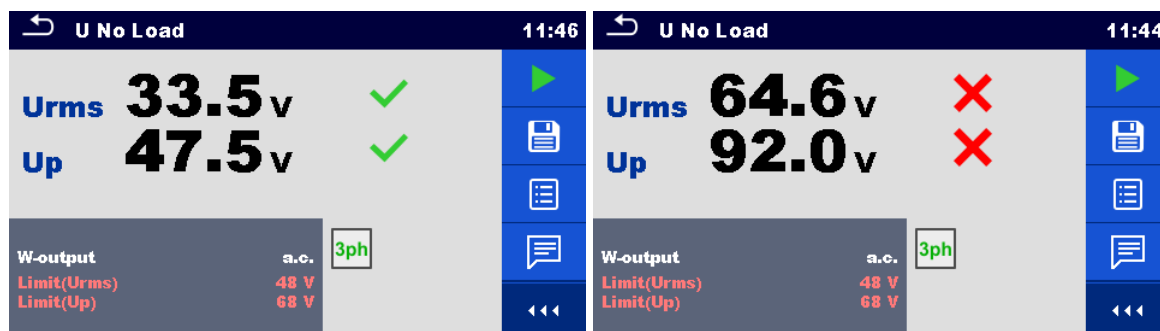 U No Load 11:46
Urms 33.5 V
Up 47.5 V
W-output a.c.
3ph
Limit(Urms) 48 V
Limit(Up) 68 V
U No Load 11:44
Urms 64.6 V
Up 92.0 V
W-output a.c.
3ph
Limit(Urms) 48 V
Limit(Up) 68 V